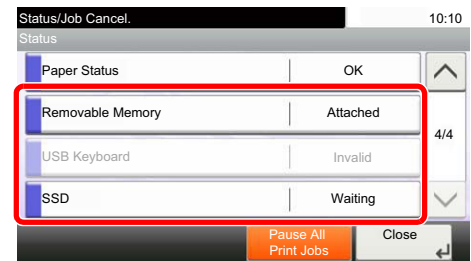 Status/Job Cancel. 10:10
Status
Paper Status OK
Removable Memory Attached
4/4
USB Keyboard Invalid
SSD Waiting
Pause All
Print Jobs
Close